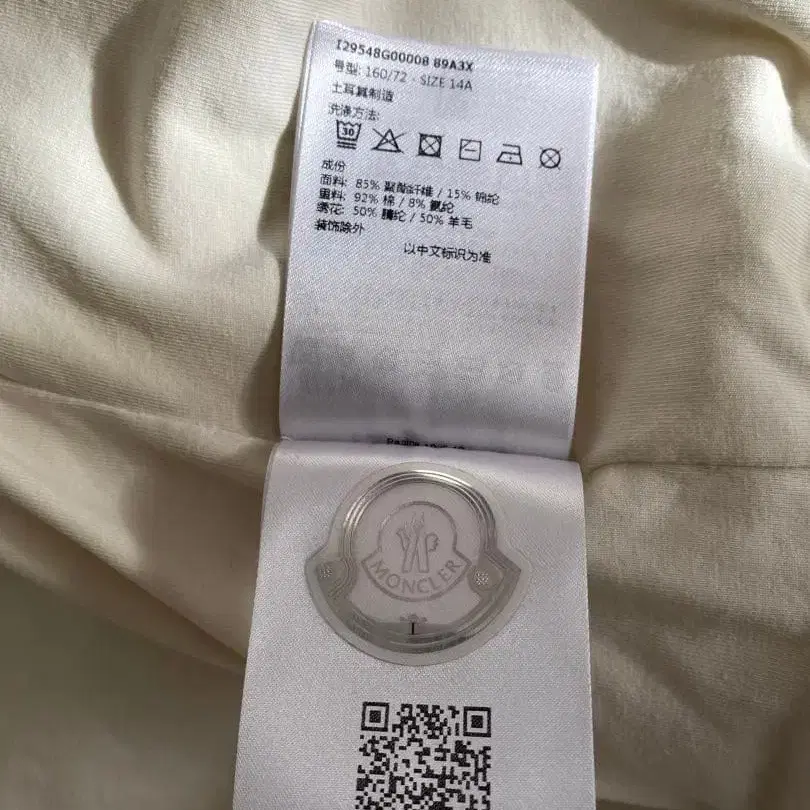 I29548G00008 89A3X
号型: 160/72 - SIZE 14A
土耳其制造
洗涤方法:
30
成份
面料: 85% 聚酯纤维 / 15% 锦纶
里料: 92% 棉 / 8% 氨纶
绣花: 50% 腈纶 / 50% 羊毛
装饰除外
以中文标识为准
MONCLER
I